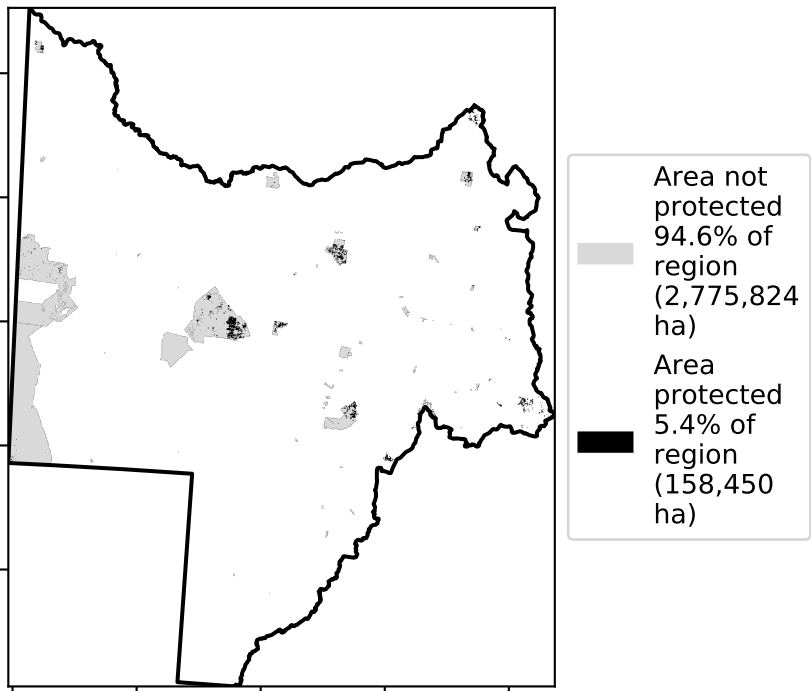 Area not
protected
94.6% of
region
(2,775,824
ha)
Area
protected
5.4% of
region
(158,450
ha)